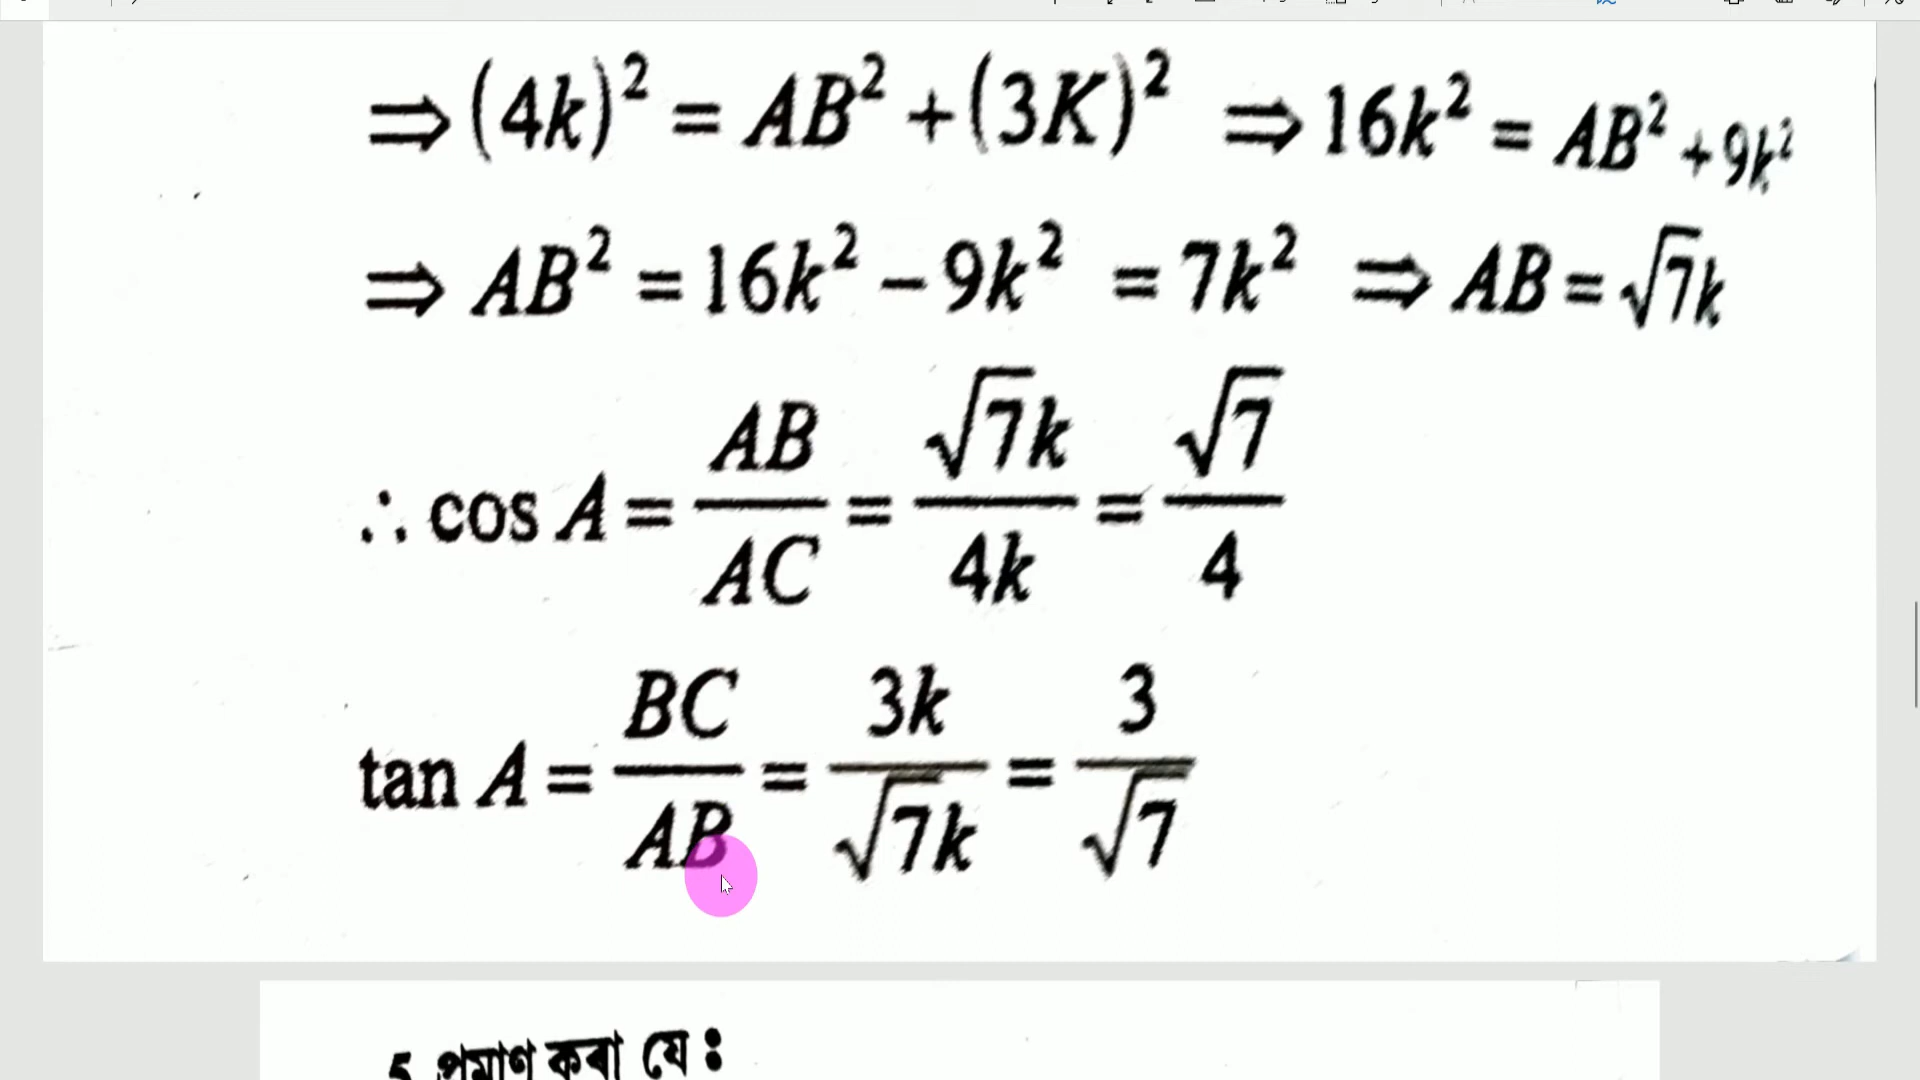 ⇒(4k)² = AB² + (3K)² ⇒ 16k² = AB² + 9k²
⇒ AB² = 16k² − 9k² = 7k² ⇒ AB = √7k
∴ cos A = AB/AC = √7k/4k = √7/4
tan A = BC/AB = 3k/√7k = 3/√7
5. প্ৰমাণ কৰা যে :